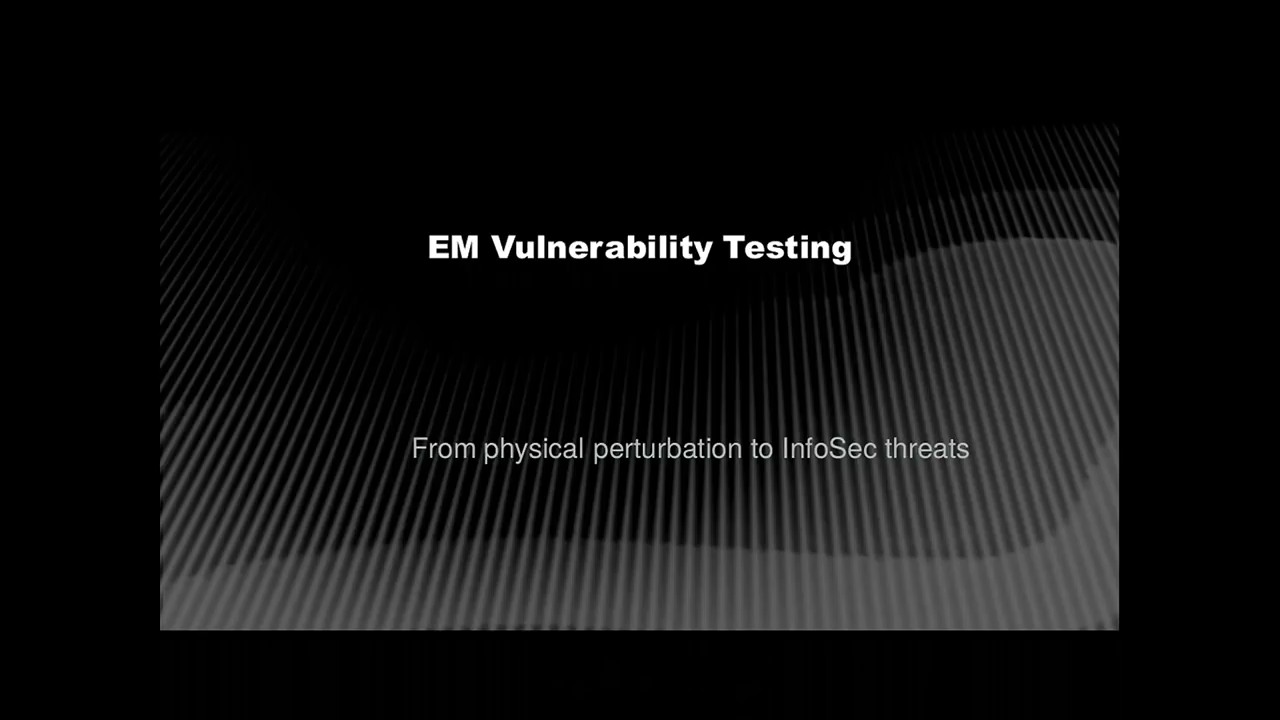 EM Vulnerability Testing
From physical perturbation to InfoSec threats